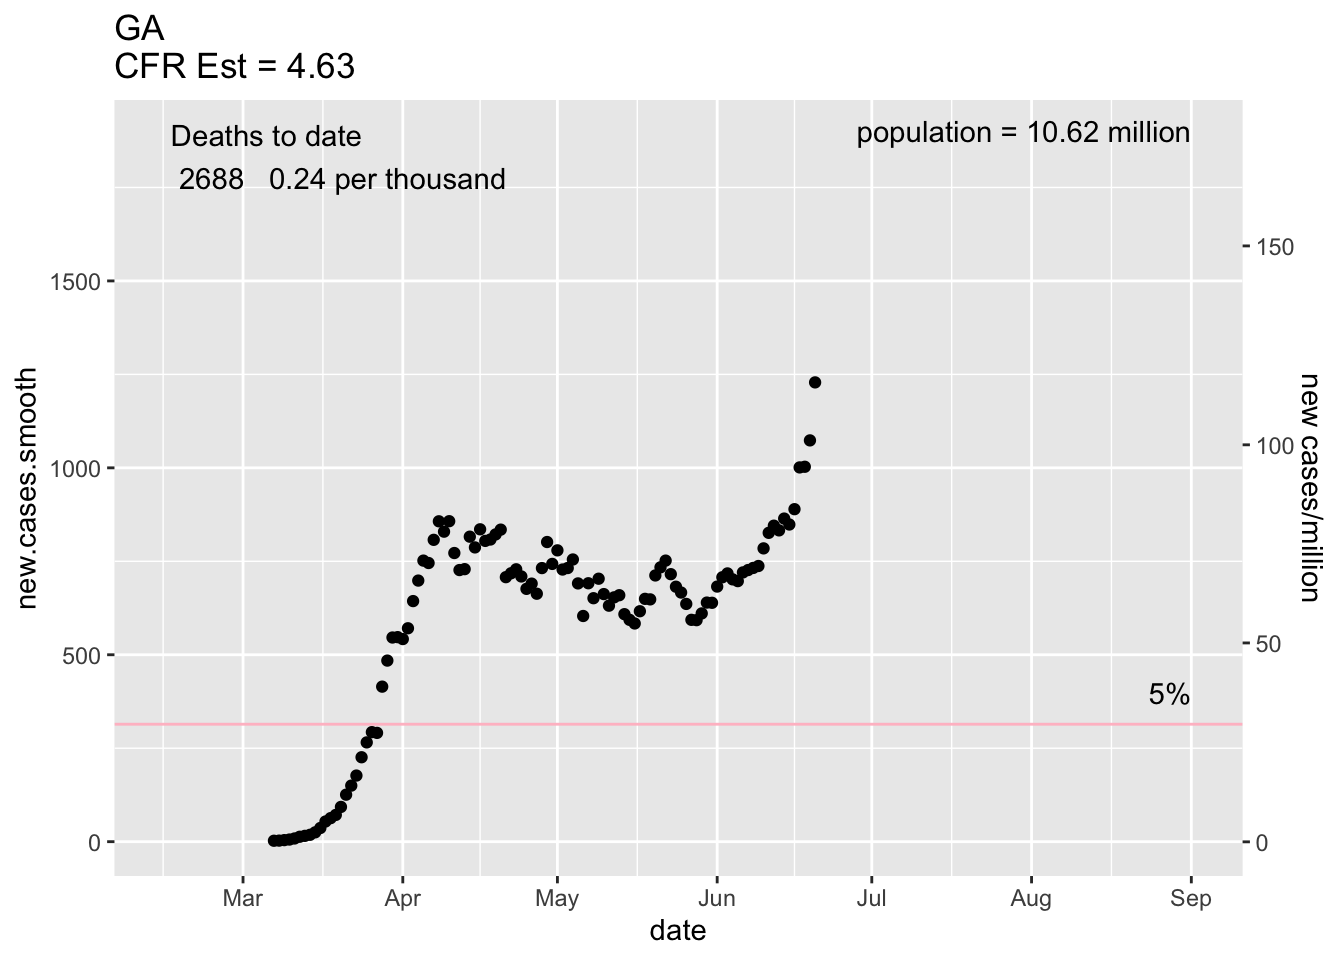 GA
CFR Est = 4.63
Deaths to date
2688   0.24 per thousand
population = 10.62 million
new.cases.smooth
1500
1000
500
0
150
100
50
0
new cases/million
5%
Mar
Apr
May
Jun
Jul
Aug
Sep
date